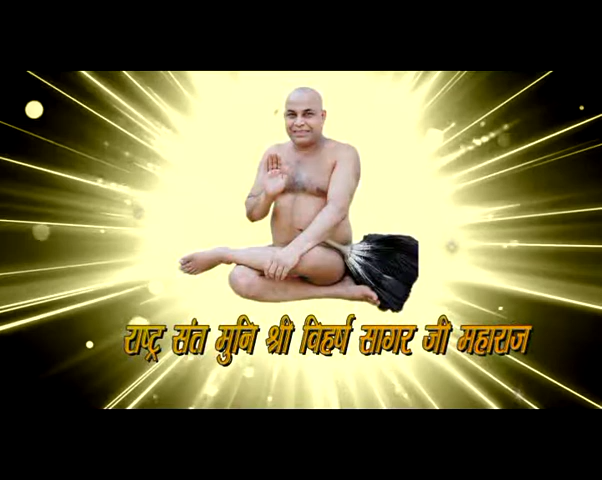 राष्ट्र संत मुनि श्री विहर्ष सागर जी महाराज